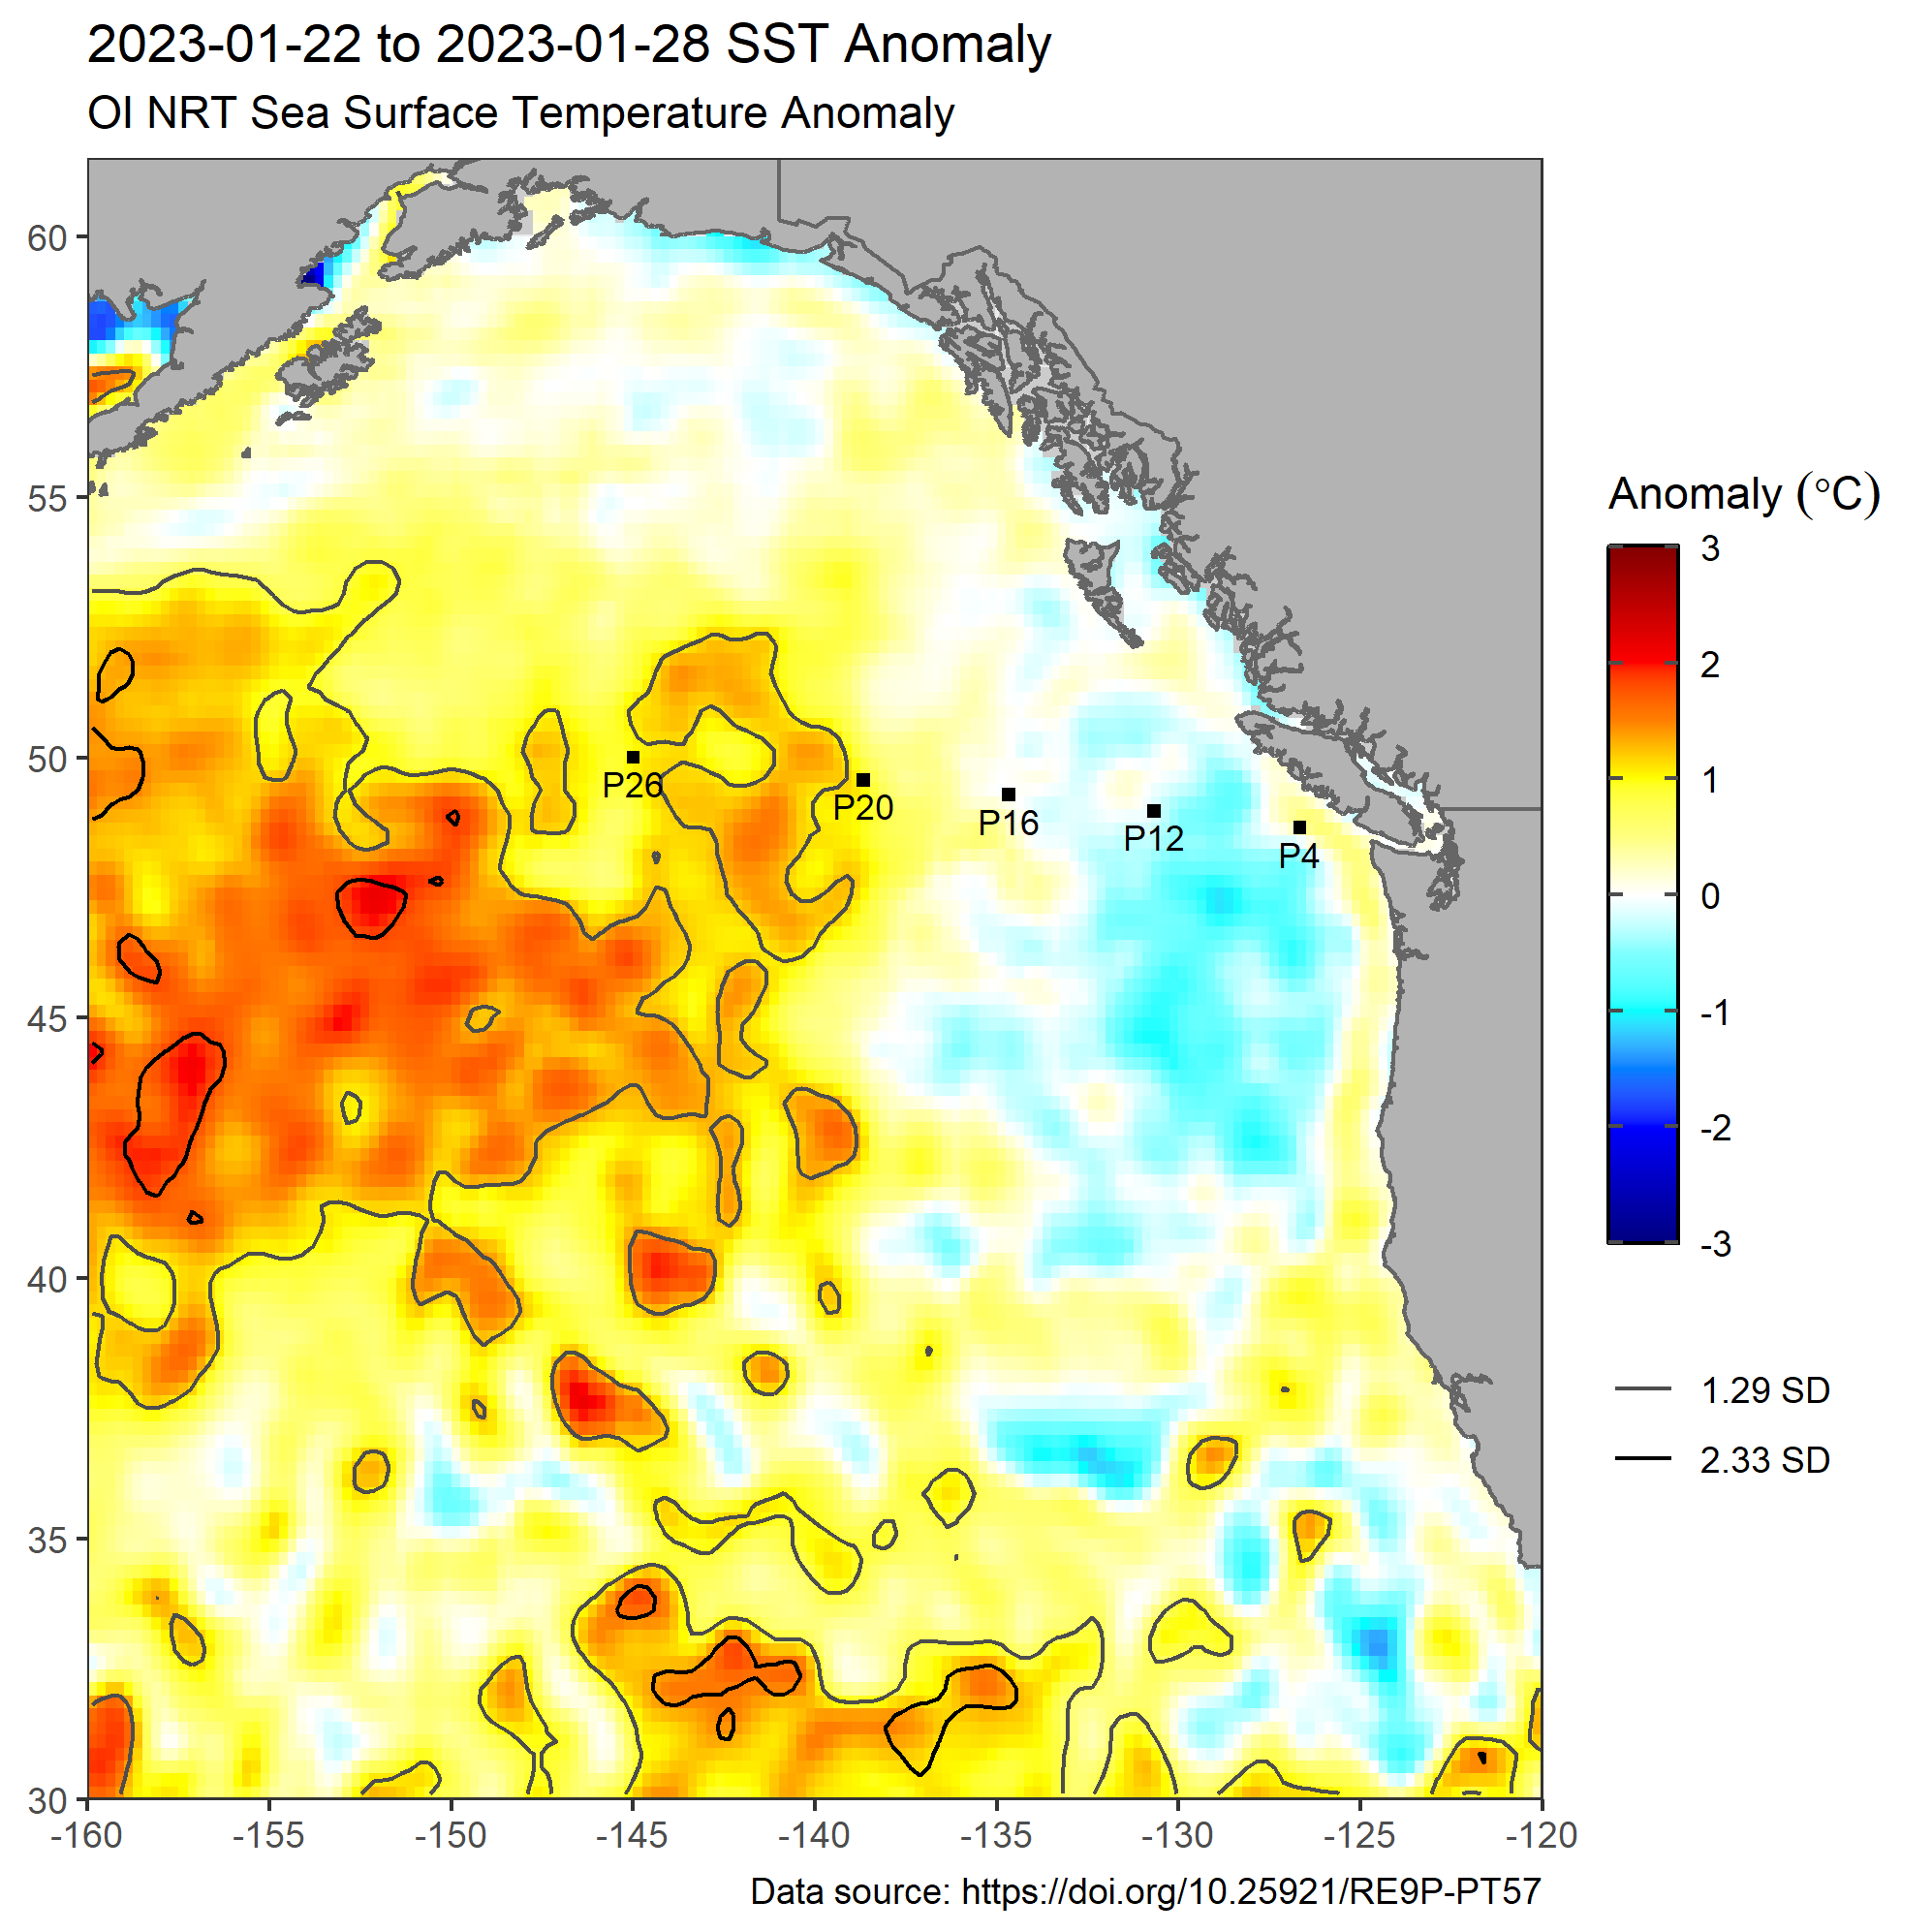 2023-01-22 to 2023-01-28 SST Anomaly
OI NRT Sea Surface Temperature Anomaly
60
55
50
45
40
35
30
-160
-155
-150
-145
-140
-135
-130
-125
-120
P26
P20
P16
P12
P4
Anomaly (°C)
3
2
1
0
-1
-2
-3
1.29 SD
2.33 SD
Data source: https://doi.org/10.25921/RE9P-PT57